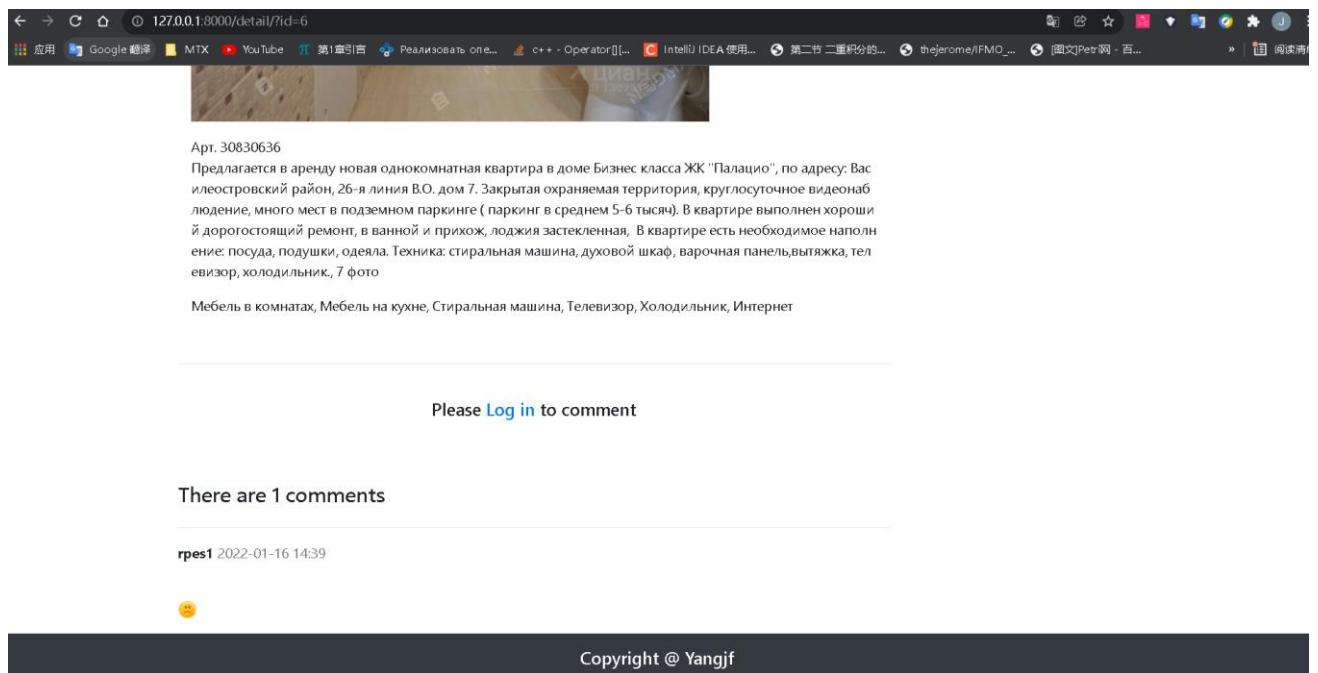 127.0.0.1:8000/detail/?id=6
应用 Google 翻译 MTX YouTube 第1章引言 Реализовать опе... c++ - Operator[][... IntelliJ IDEA 使用... 第二节 二重积分的... thejerome/IFMO_... [图文]Petr网 - 百... »
ЦИАН
Арт. 30830636
Предлагается в аренду новая однокомнатная квартира в доме Бизнес класса ЖК "Палацио", по адресу: Вас
илеостровский район, 26-я линия В.О. дом 7. Закрытая охраняемая территория, круглосуточное видеонаб
людение, много мест в подземном паркинге ( паркинг в среднем 5-6 тысяч). В квартире выполнен хороши
й дорогостоящий ремонт, в ванной и прихож, лоджия застекленная, В квартире есть необходимое наполн
ение: посуда, подушки, одеяла. Техника: стиральная машина, духовой шкаф, варочная панель,вытяжка, тел
евизор, холодильник., 7 фото
Мебель в комнатах, Мебель на кухне, Стиральная машина, Телевизор, Холодильник, Интернет
Please Log in to comment
There are 1 comments
rpes1 2022-01-16 14:39
Copyright @ Yangjf